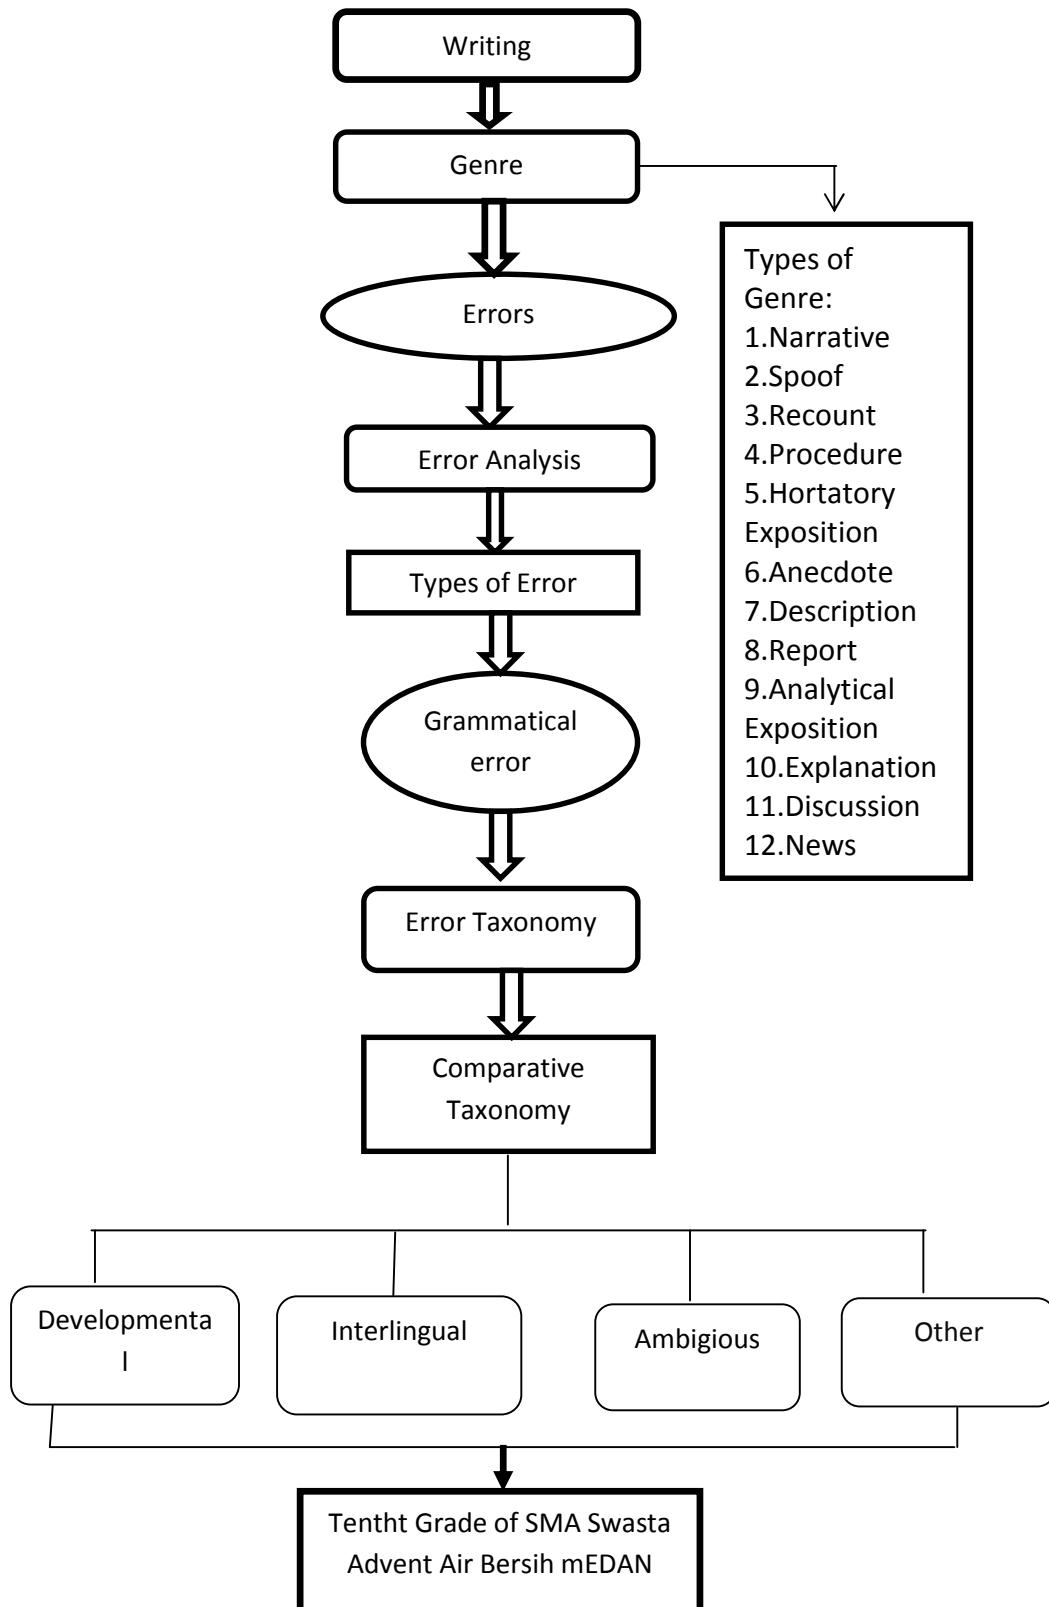 Writing
Genre
Types of
Genre:
1.Narrative
2.Spoof
3.Recount
4.Procedure
5.Hortatory
Exposition
6.Anecdote
7.Description
8.Report
9.Analytical
Exposition
10.Explanation
11.Discussion
12.News
Errors
Error Analysis
Types of Error
Grammatical
error
Error Taxonomy
Comparative
Taxonomy
Developmenta
l
Interlingual
Ambigious
Other
Tentht Grade of SMA Swasta
Advent Air Bersih mEDAN